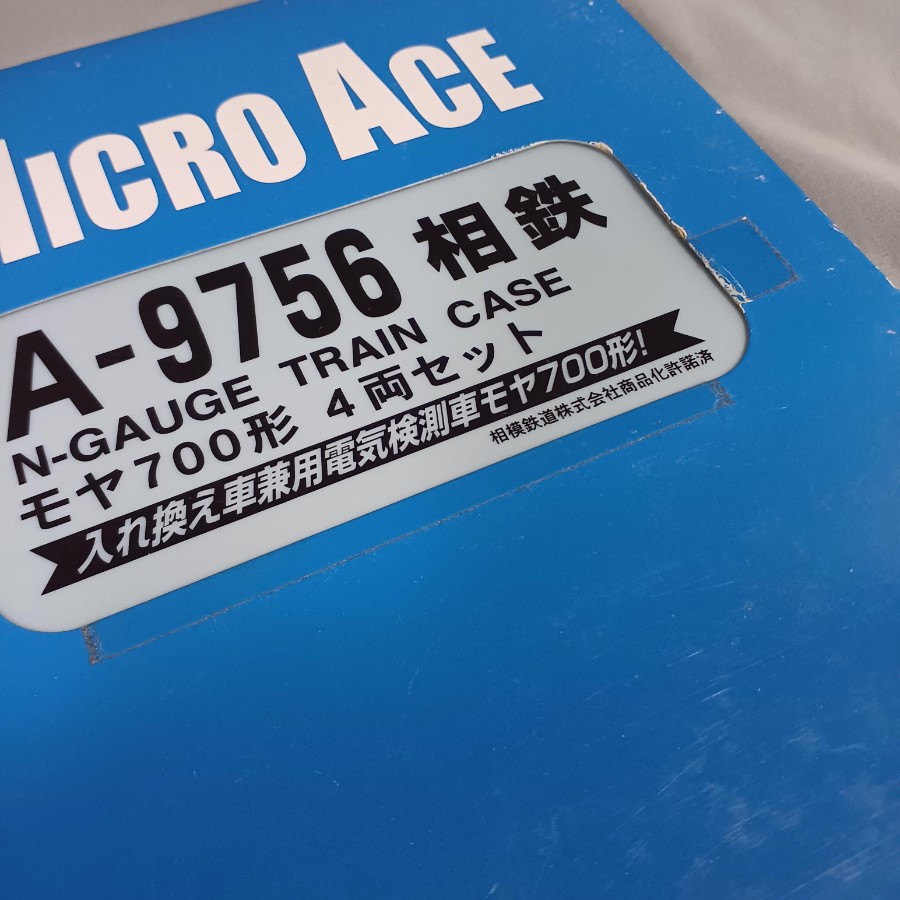 MICRO ACE
A-9756 相鉄
N-GAUGE TRAIN CASE
モヤ700形 4両セット
入れ換え車兼用電気検測車モヤ700形!
相模鉄道株式会社商品化許諾済